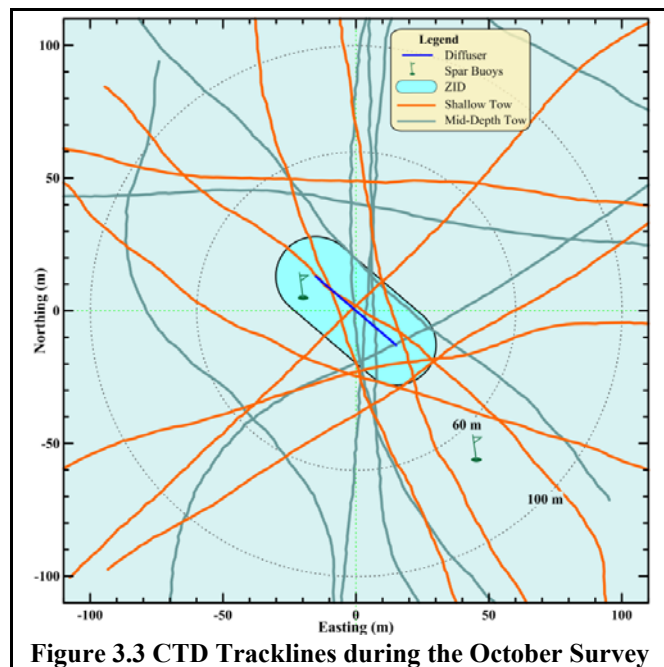 Legend
Diffuser
Spar Buoys
ZID
Shallow Tow
Mid-Depth Tow
100
50
0
-50
-100
Northing (m)
60 m
100 m
-100
-50
0
50
100
Easting (m)
Figure 3.3 CTD Tracklines during the October Survey